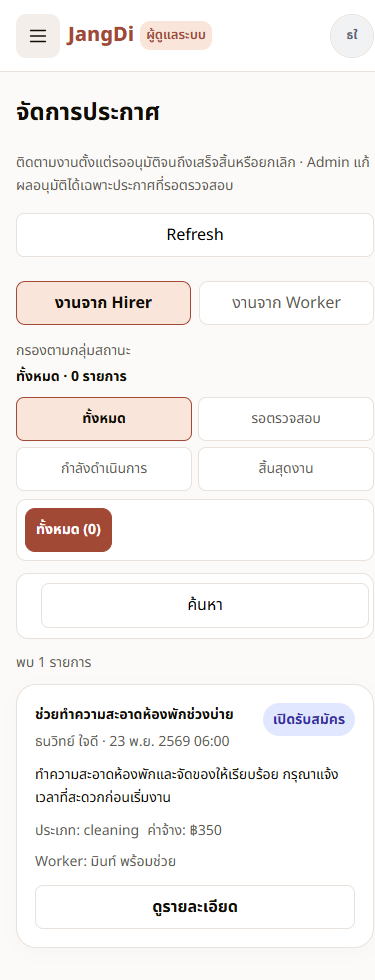 JangDi ผู้ดูแลระบบ ธใ
จัดการประกาศ
ติดตามงานตั้งแต่รออนุมัติจนถึงเสร็จสิ้นหรือยกเลิก · Admin แก้
ผลอนุมัติได้เฉพาะประกาศที่รอตรวจสอบ
Refresh
งานจาก Hirer งานจาก Worker
กรองตามกลุ่มสถานะ
ทั้งหมด · 0 รายการ
ทั้งหมด รอตรวจสอบ
กำลังดำเนินการ สิ้นสุดงาน
ทั้งหมด (0)
ค้นหา
พบ 1 รายการ
ช่วยทำความสะอาดห้องพักช่วงบ่าย เปิดรับสมัคร
ธนวิทย์ ใจดี · 23 พ.ย. 2569 06:00
ทำความสะอาดห้องพักและจัดของให้เรียบร้อย กรุณาแจ้ง
เวลาที่สะดวกก่อนเริ่มงาน
ประเภท: cleaning ค่าจ้าง: ฿350
Worker: มินท์ พร้อมช่วย
ดูรายละเอียด